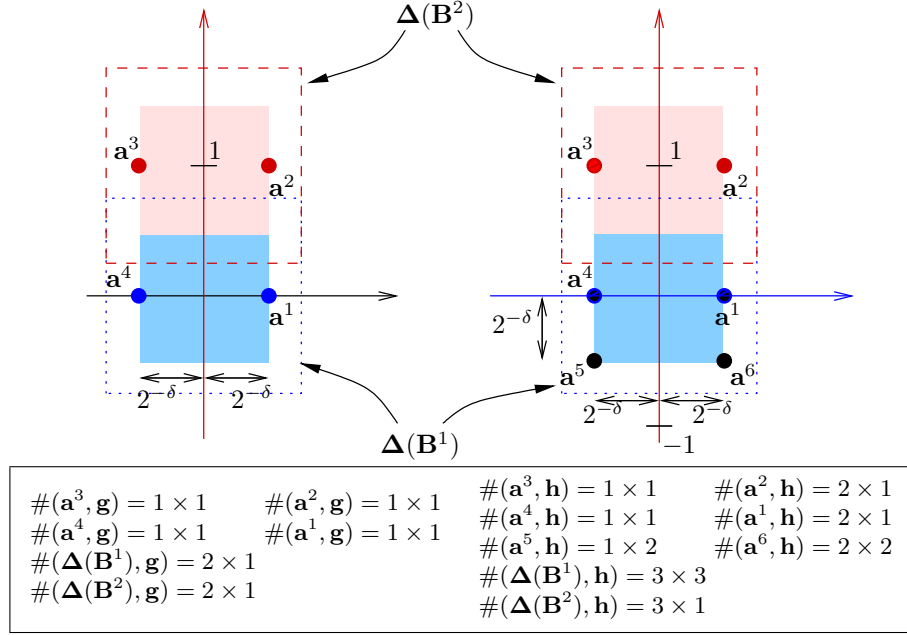 Δ(B²)
a³
1
a²
a⁴
a¹
2^{-δ}
2^{-δ}
a³
1
a²
a⁴
a¹
2^{-δ}
a⁵
a⁶
2^{-δ}
2^{-δ}
−1
Δ(B¹)
#(a³, g) = 1 × 1 #(a², g) = 1 × 1
#(a⁴, g) = 1 × 1 #(a¹, g) = 1 × 1
#(Δ(B¹), g) = 2 × 1
#(Δ(B²), g) = 2 × 1
#(a³, h) = 1 × 1 #(a², h) = 2 × 1
#(a⁴, h) = 1 × 1 #(a¹, h) = 2 × 1
#(a⁵, h) = 1 × 2 #(a⁶, h) = 2 × 2
#(Δ(B¹), h) = 3 × 3
#(Δ(B²), h) = 3 × 1